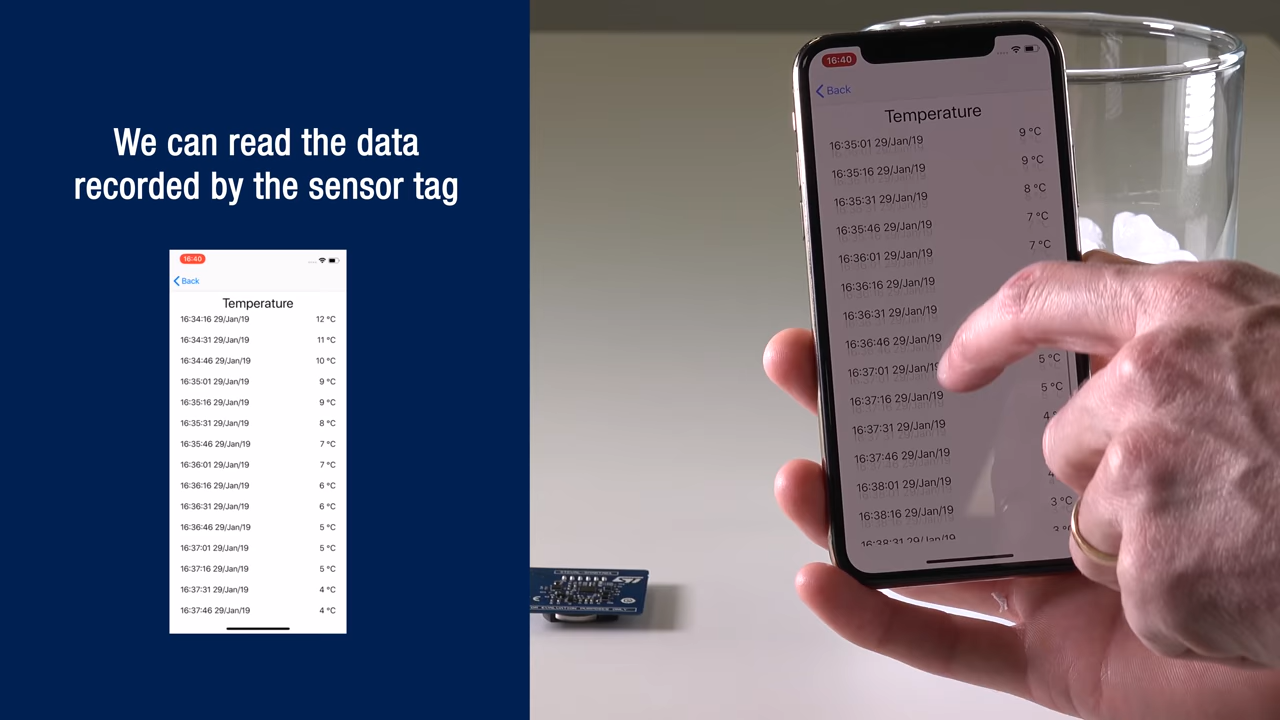 We can read the data
recorded by the sensor tag
16:40
Back
Temperature
16:34:16 29/Jan/19 12 °C
16:34:31 29/Jan/19 11 °C
16:34:46 29/Jan/19 10 °C
16:35:01 29/Jan/19 9 °C
16:35:16 29/Jan/19 9 °C
16:35:31 29/Jan/19 8 °C
16:35:46 29/Jan/19 7 °C
16:36:01 29/Jan/19 7 °C
16:36:16 29/Jan/19 6 °C
16:36:31 29/Jan/19 6 °C
16:36:46 29/Jan/19 5 °C
16:37:01 29/Jan/19 5 °C
16:37:16 29/Jan/19 5 °C
16:37:31 29/Jan/19 4 °C
16:37:46 29/Jan/19 4 °C
16:40
Back
Temperature
16:35:01 29/Jan/19 9 °C
16:35:16 29/Jan/19 9 °C
16:35:31 29/Jan/19 8 °C
16:35:46 29/Jan/19 7 °C
16:36:01 29/Jan/19 7 °C
16:36:16 29/Jan/19
16:36:31 29/Jan/19
16:36:46 29/Jan/19
16:37:01 29/Jan/19 5 °C
16:37:16 29/Jan/19 5 °C
16:37:31 29/Jan/19 4
16:37:46 29/Jan/19
16:38:01 29/Jan/19
16:38:16 29/Jan/19 3 °C
16:38:31 29/Jan/19 3 °C
ST